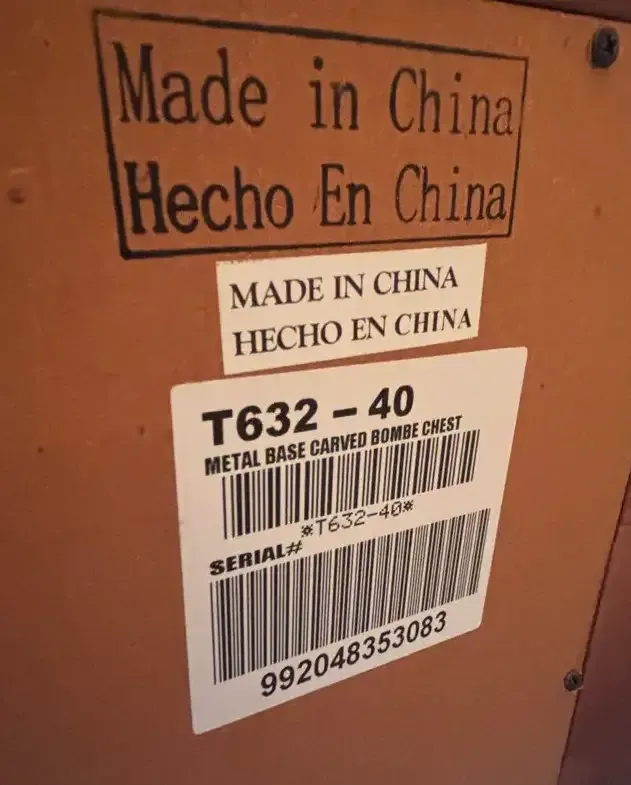 Made in China
Hecho En China
MADE IN CHINA
HECHO EN CHINA
T632 - 40
METAL BASE CARVED BOMBE CHEST
*T632-40*
SERIAL#
992048353083